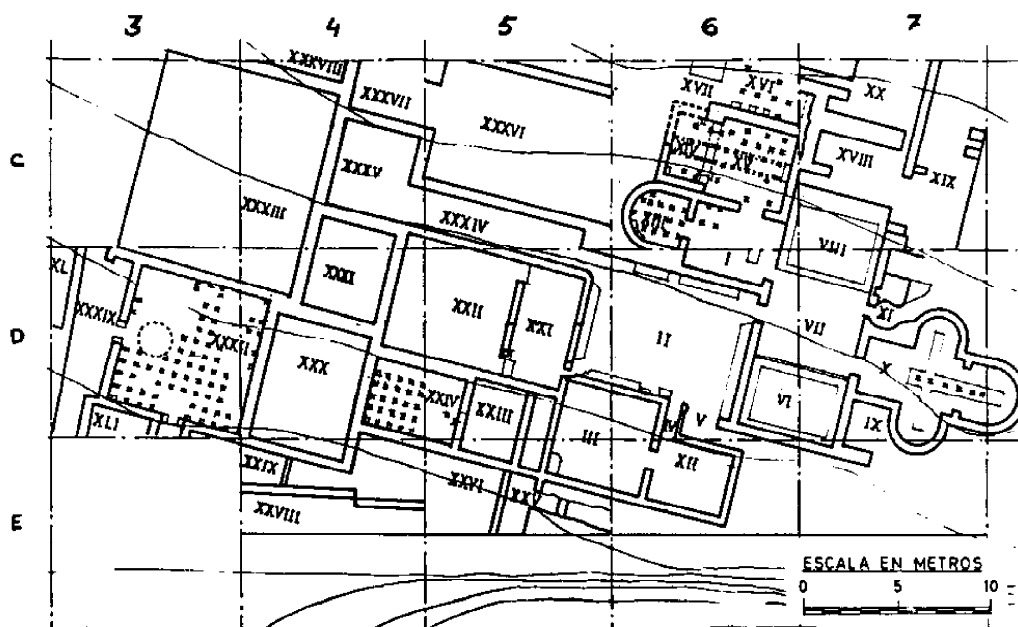 3 4 5 6 7
XXXVIII
XVII XVI
XX
XXXVII
XXXVI
C
XV
XVIII
XXXV
XIX
XXXIII
XXXIV
VIII
XL
XXXI
XXII
XXI
II
VII
XI
XXXIX
D
XXXII
XXX
X
XXIV
XXIII
III
V
VI
IX
XLI
XII
XXIX
XXV
XXVIII
E
ESCALA EN METROS
0 5 10